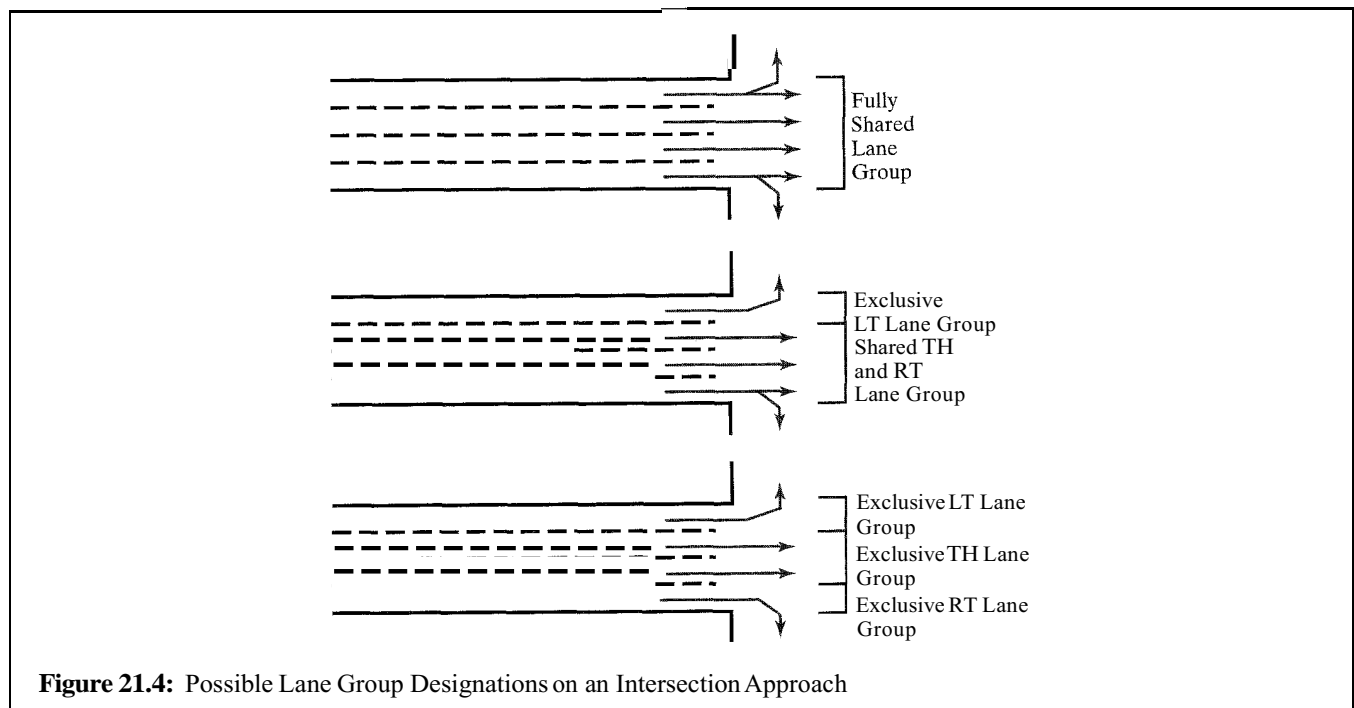 Fully
Shared
Lane
Group
Exclusive
LT Lane Group
Shared TH
and RT
Lane Group
Exclusive LT Lane
Group
Exclusive TH Lane
Group
Exclusive RT Lane
Group
Figure 21.4: Possible Lane Group Designations on an Intersection Approach